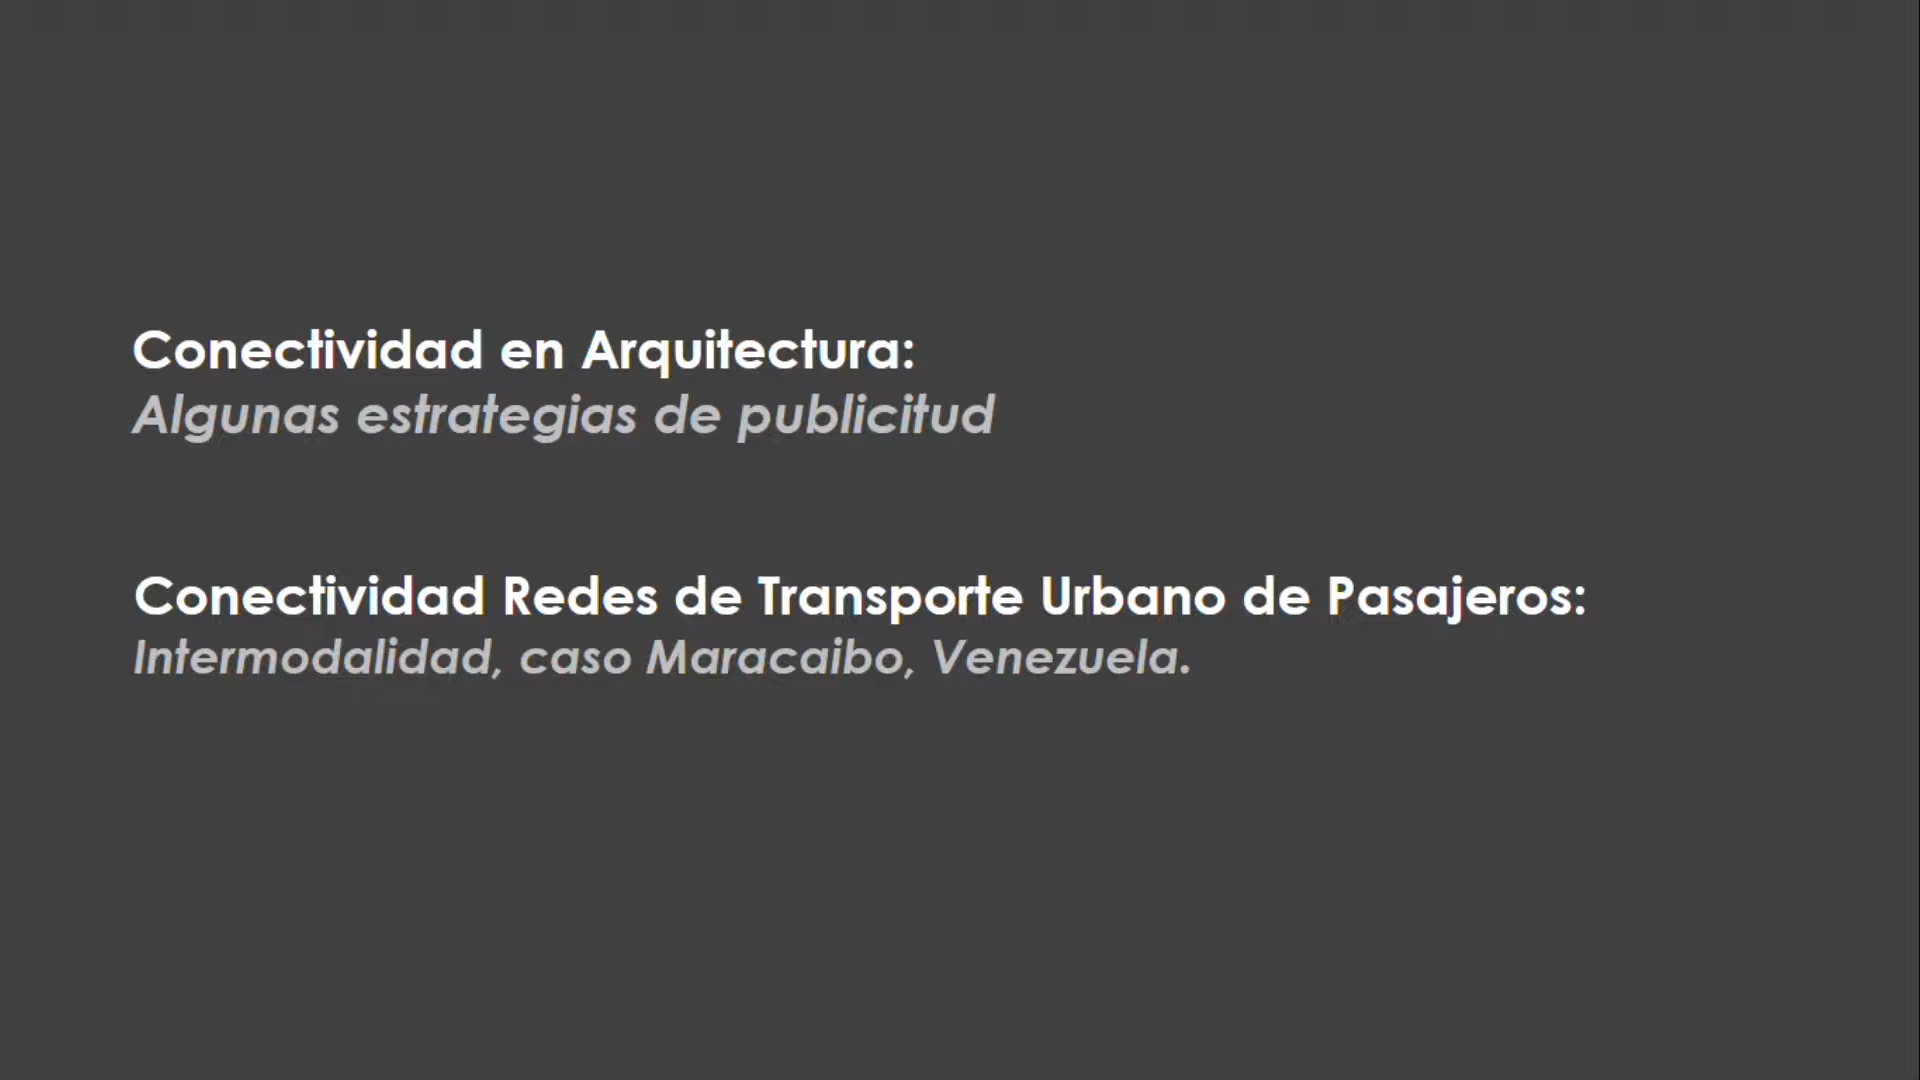 Conectividad en Arquitectura:
Algunas estrategias de publicitud
Conectividad Redes de Transporte Urbano de Pasajeros:
Intermodalidad, caso Maracaibo, Venezuela.